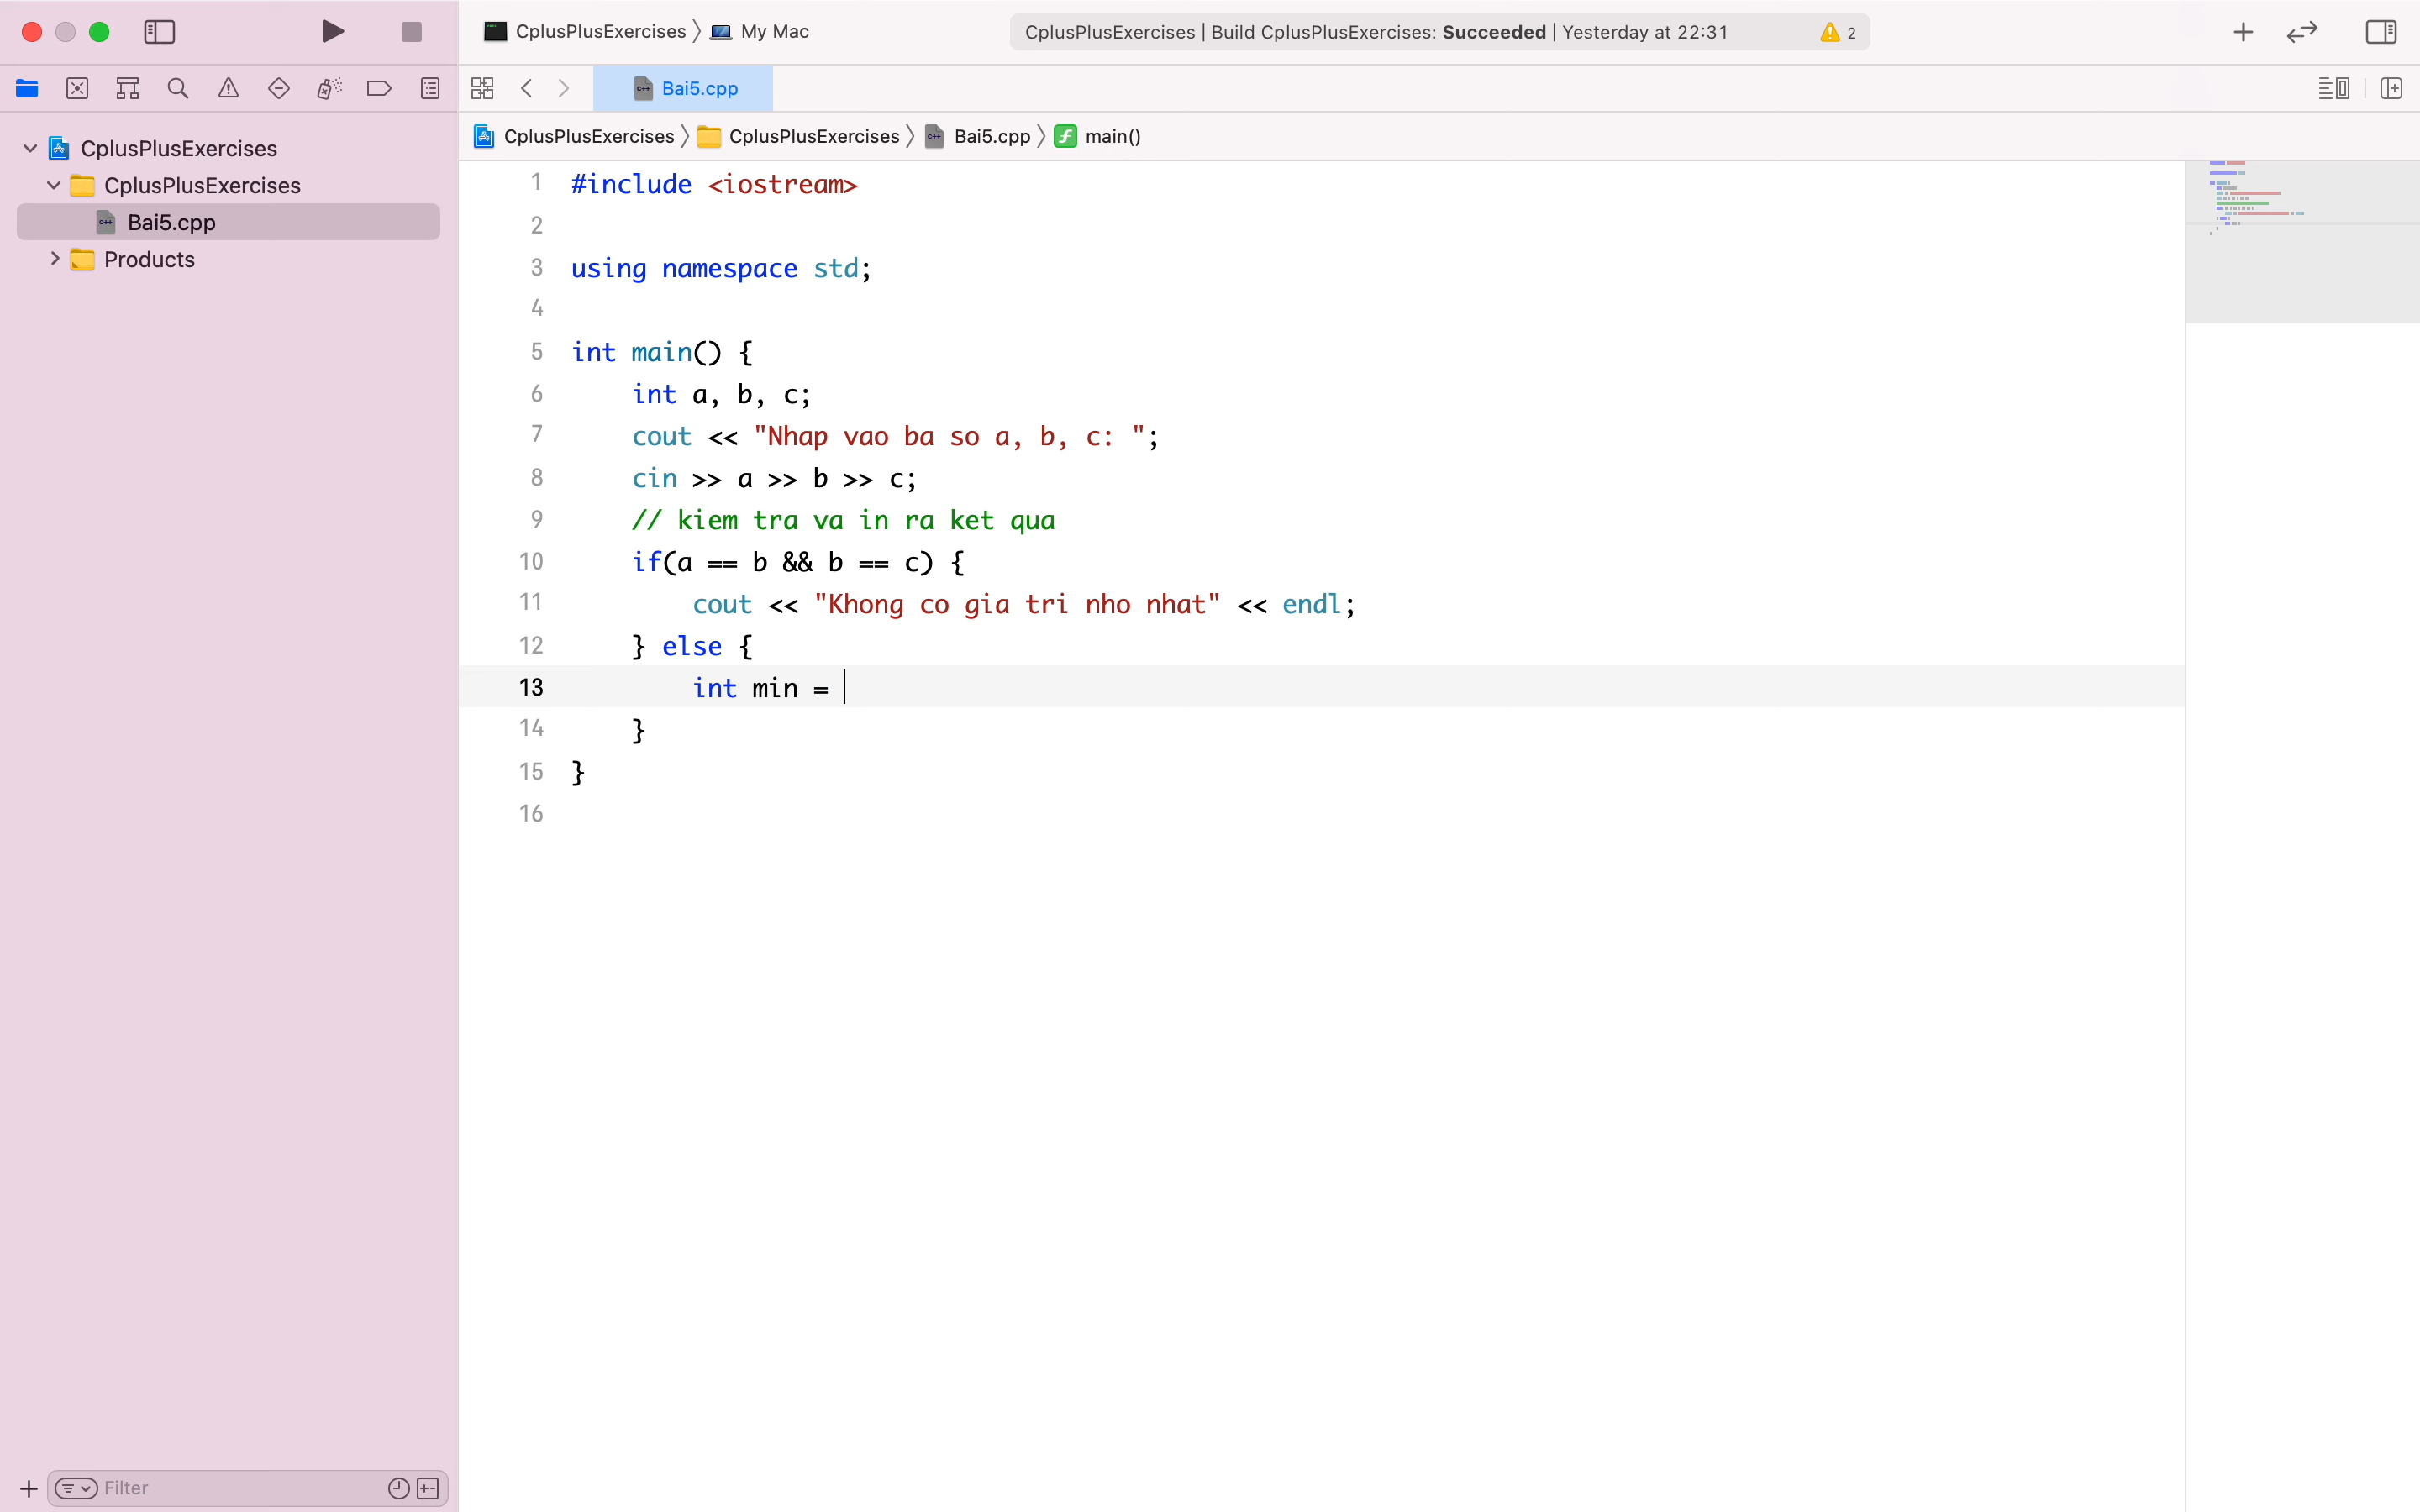 CplusPlusExercises 〉 My Mac
CplusPlusExercises | Build CplusPlusExercises: Succeeded | Yesterday at 22:31
2
Bai5.cpp
CplusPlusExercises 〉 CplusPlusExercises 〉 Bai5.cpp 〉 main()
CplusPlusExercises
CplusPlusExercises
Bai5.cpp
Products
1 #include <iostream>
2
3 using namespace std;
4
5 int main() {
6 int a, b, c;
7 cout << "Nhap vao ba so a, b, c: ";
8 cin >> a >> b >> c;
9 // kiem tra va in ra ket qua
10 if(a == b && b == c) {
11 cout << "Khong co gia tri nho nhat" << endl;
12 } else {
13 int min =
14 }
15 }
16
Filter